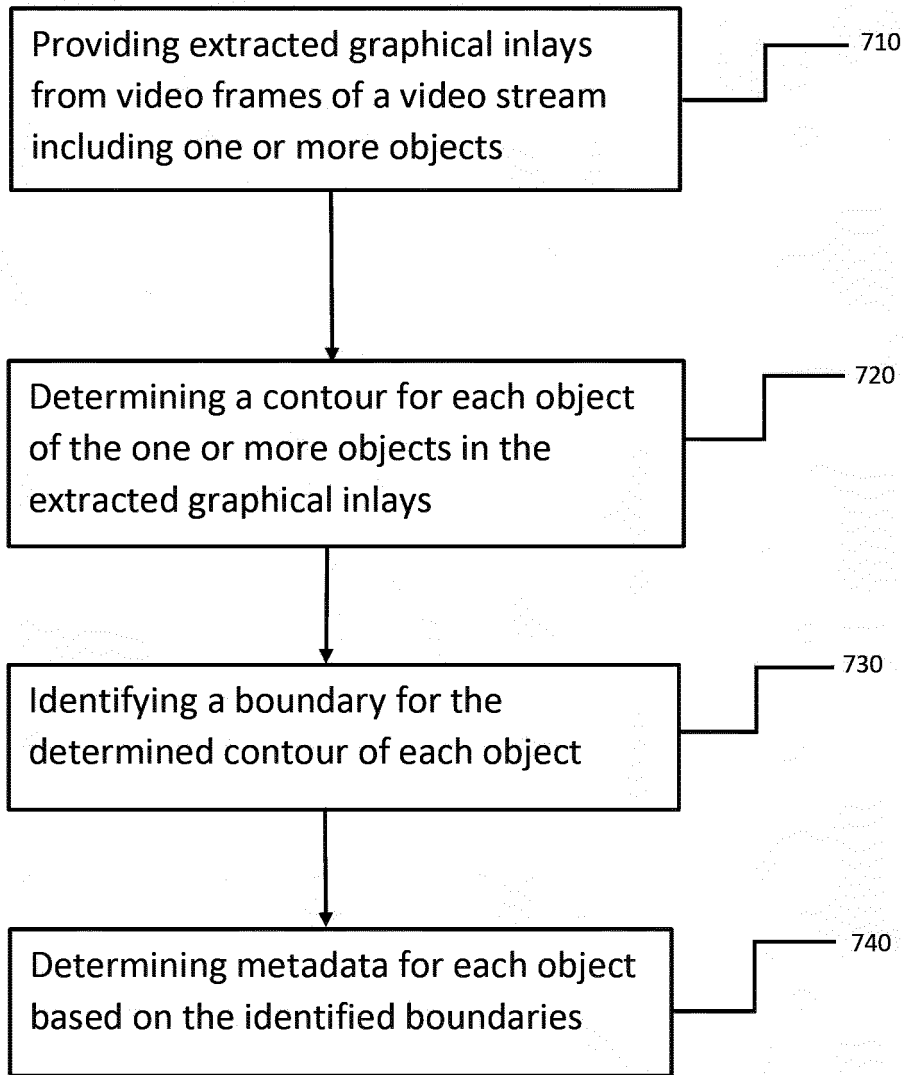 Providing extracted graphical inlays
from video frames of a video stream
including one or more objects
710
Determining a contour for each object
of the one or more objects in the
extracted graphical inlays
720
Identifying a boundary for the
determined contour of each object
730
Determining metadata for each object
based on the identified boundaries
740